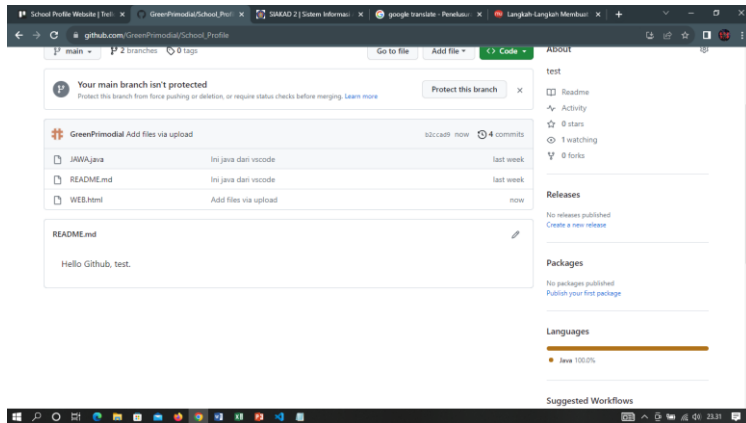 School Profile Website | Trell
GreenPrimodial/School_Profi
SIAKAD 2 | Sistem Informasi
google translate - Penelusur
Langkah-Langkah Membuat
github.com/GreenPrimodial/School_Profile
main
2 branches
0 tags
Go to file
Add file
Code
About
test
Your main branch isn't protected
Protect this branch from force pushing or deletion, or require status checks before merging. Learn more
Protect this branch
Readme
Activity
0 stars
1 watching
0 forks
GreenPrimodial Add files via upload
b2ccad9 now
4 commits
JAWA.java
Ini java dari vscode
last week
README.md
Ini java dari vscode
last week
WEB.html
Add files via upload
now
Releases
No releases published
Create a new release
README.md
Hello Github, test.
Packages
No packages published
Publish your first package
Languages
Java 100.0%
Suggested Workflows
23.31